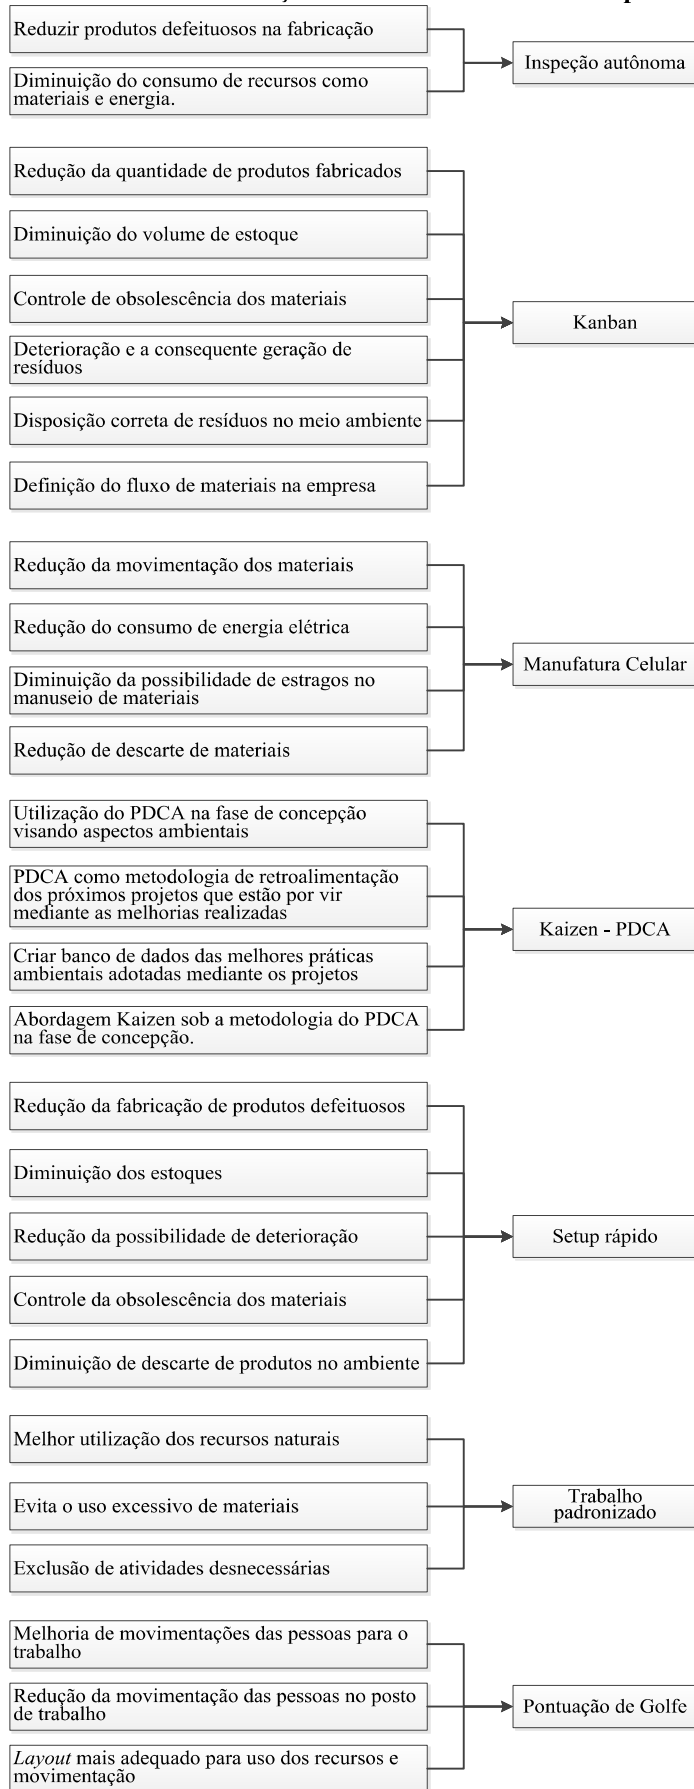 Reduzir produtos defeituosos na fabricação
Diminuição do consumo de recursos como
materiais e energia.
Inspeção autônoma
Redução da quantidade de produtos fabricados
Diminuição do volume de estoque
Controle de obsolescência dos materiais
Deterioração e a consequente geração de
resíduos
Disposição correta de resíduos no meio ambiente
Definição do fluxo de materiais na empresa
Kanban
Redução da movimentação dos materiais
Redução do consumo de energia elétrica
Diminuição da possibilidade de estragos no
manuseio de materiais
Redução de descarte de materiais
Manufatura Celular
Utilização do PDCA na fase de concepção
visando aspectos ambientais
PDCA como metodologia de retroalimentação
dos próximos projetos que estão por vir
mediante as melhorias realizadas
Criar banco de dados das melhores práticas
ambientais adotadas mediante os projetos
Abordagem Kaizen sob a metodologia do PDCA
na fase de concepção.
Kaizen - PDCA
Redução da fabricação de produtos defeituosos
Diminuição dos estoques
Redução da possibilidade de deterioração
Controle da obsolescência dos materiais
Diminuição de descarte de produtos no ambiente
Setup rápido
Melhor utilização dos recursos naturais
Evita o uso excessivo de materiais
Exclusão de atividades desnecessárias
Trabalho
padronizado
Melhoria de movimentações das pessoas para o
trabalho
Redução da movimentação das pessoas no posto
de trabalho
Layout mais adequado para uso dos recursos e
movimentação
Pontuação de Golfe